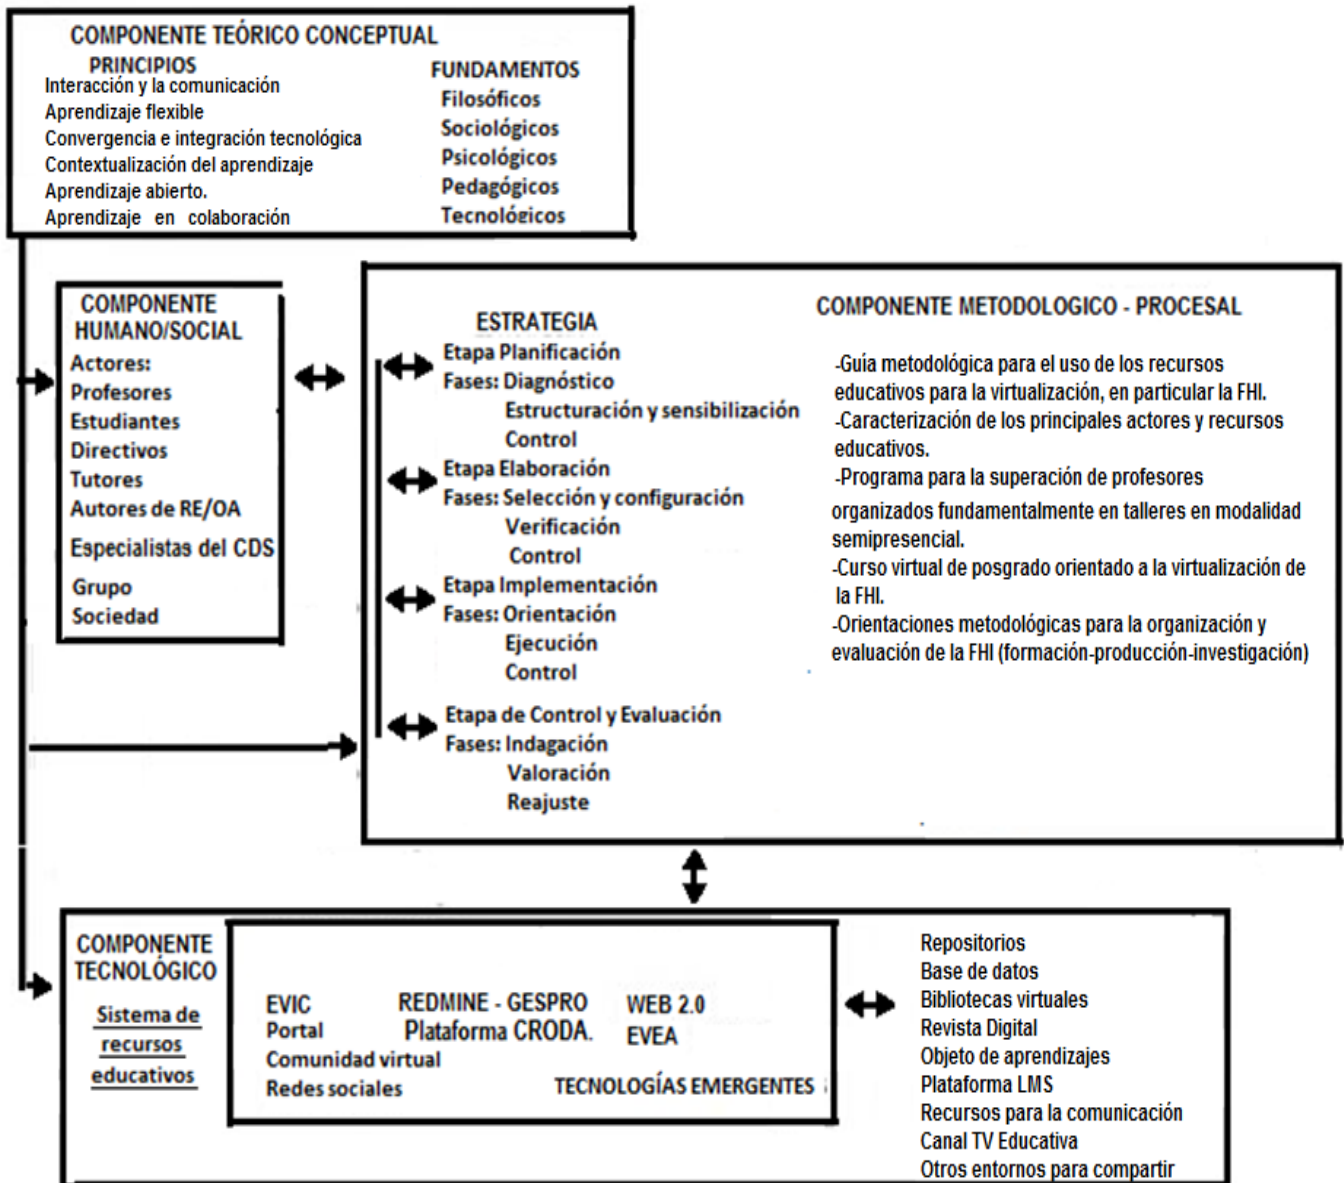 COMPONENTE TEÓRICO CONCEPTUAL
PRINCIPIOS
Interacción y la comunicación
Aprendizaje flexible
Convergencia e integración tecnológica
Contextualización del aprendizaje
Aprendizaje abierto.
Aprendizaje en colaboración
FUNDAMENTOS
Filosóficos
Sociológicos
Psicológicos
Pedagógicos
Tecnológicos
COMPONENTE
HUMANO/SOCIAL
Actores:
Profesores
Estudiantes
Directivos
Tutores
Autores de RE/OA
Especialistas del CDS
Grupo
Sociedad
ESTRATEGIA
Etapa Planificación
Fases: Diagnóstico
Estructuración y sensibilización
Control
Etapa Elaboración
Fases: Selección y configuración
Verificación
Control
Etapa Implementación
Fases: Orientación
Ejecución
Control
Etapa de Control y Evaluación
Fases: Indagación
Valoración
Reajuste
COMPONENTE METODOLOGICO - PROCESAL
-Guía metodológica para el uso de los recursos
educativos para la virtualización, en particular la FHI.
-Caracterización de los principales actores y recursos
educativos.
-Programa para la superación de profesores
organizados fundamentalmente en talleres en modalidad
semipresencial.
-Curso virtual de posgrado orientado a la virtualización de
la FHI.
-Orientaciones metodológicas para la organización y
evaluación de la FHI (formación-producción-investigación)
COMPONENTE
TECNOLÓGICO
Sistema de
recursos
educativos
EVIC
Portal
Comunidad virtual
Redes sociales
REDMINE - GESPRO
Plataforma CRODA.
WEB 2.0
EVEA
TECNOLOGÍAS EMERGENTES
Repositorios
Base de datos
Bibliotecas virtuales
Revista Digital
Objeto de aprendizajes
Plataforma LMS
Recursos para la comunicación
Canal TV Educativa
Otros entornos para compartir